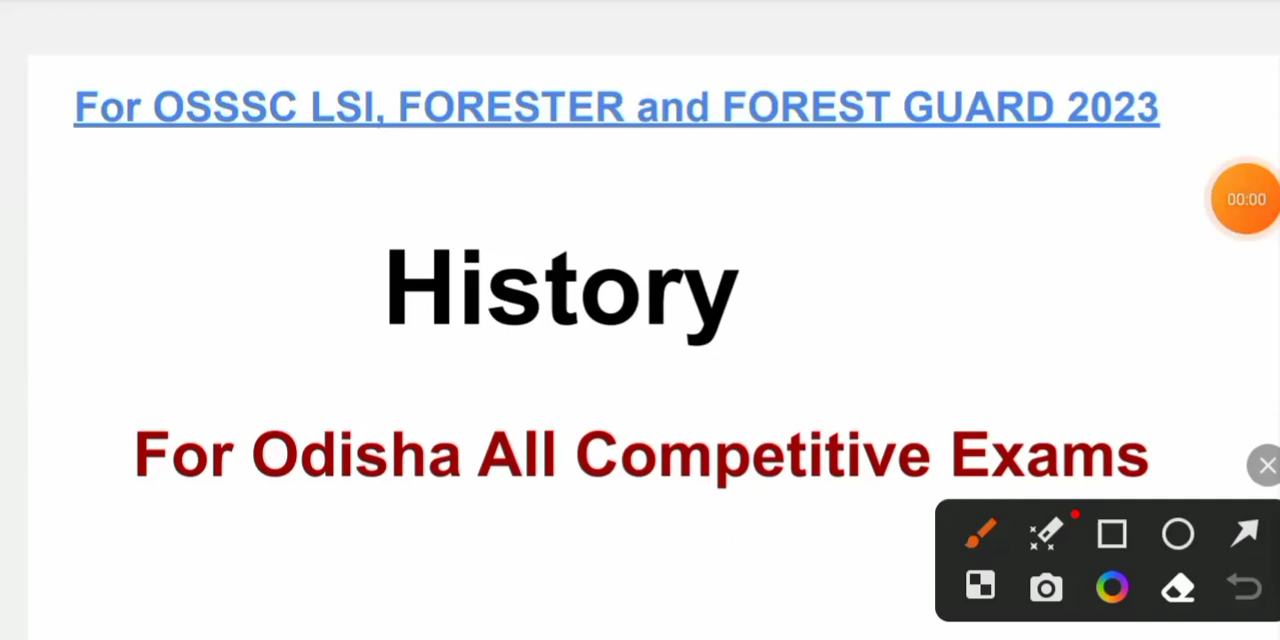 For OSSSC LSI, FORESTER and FOREST GUARD 2023
00:00
History
For Odisha All Competitive Exams